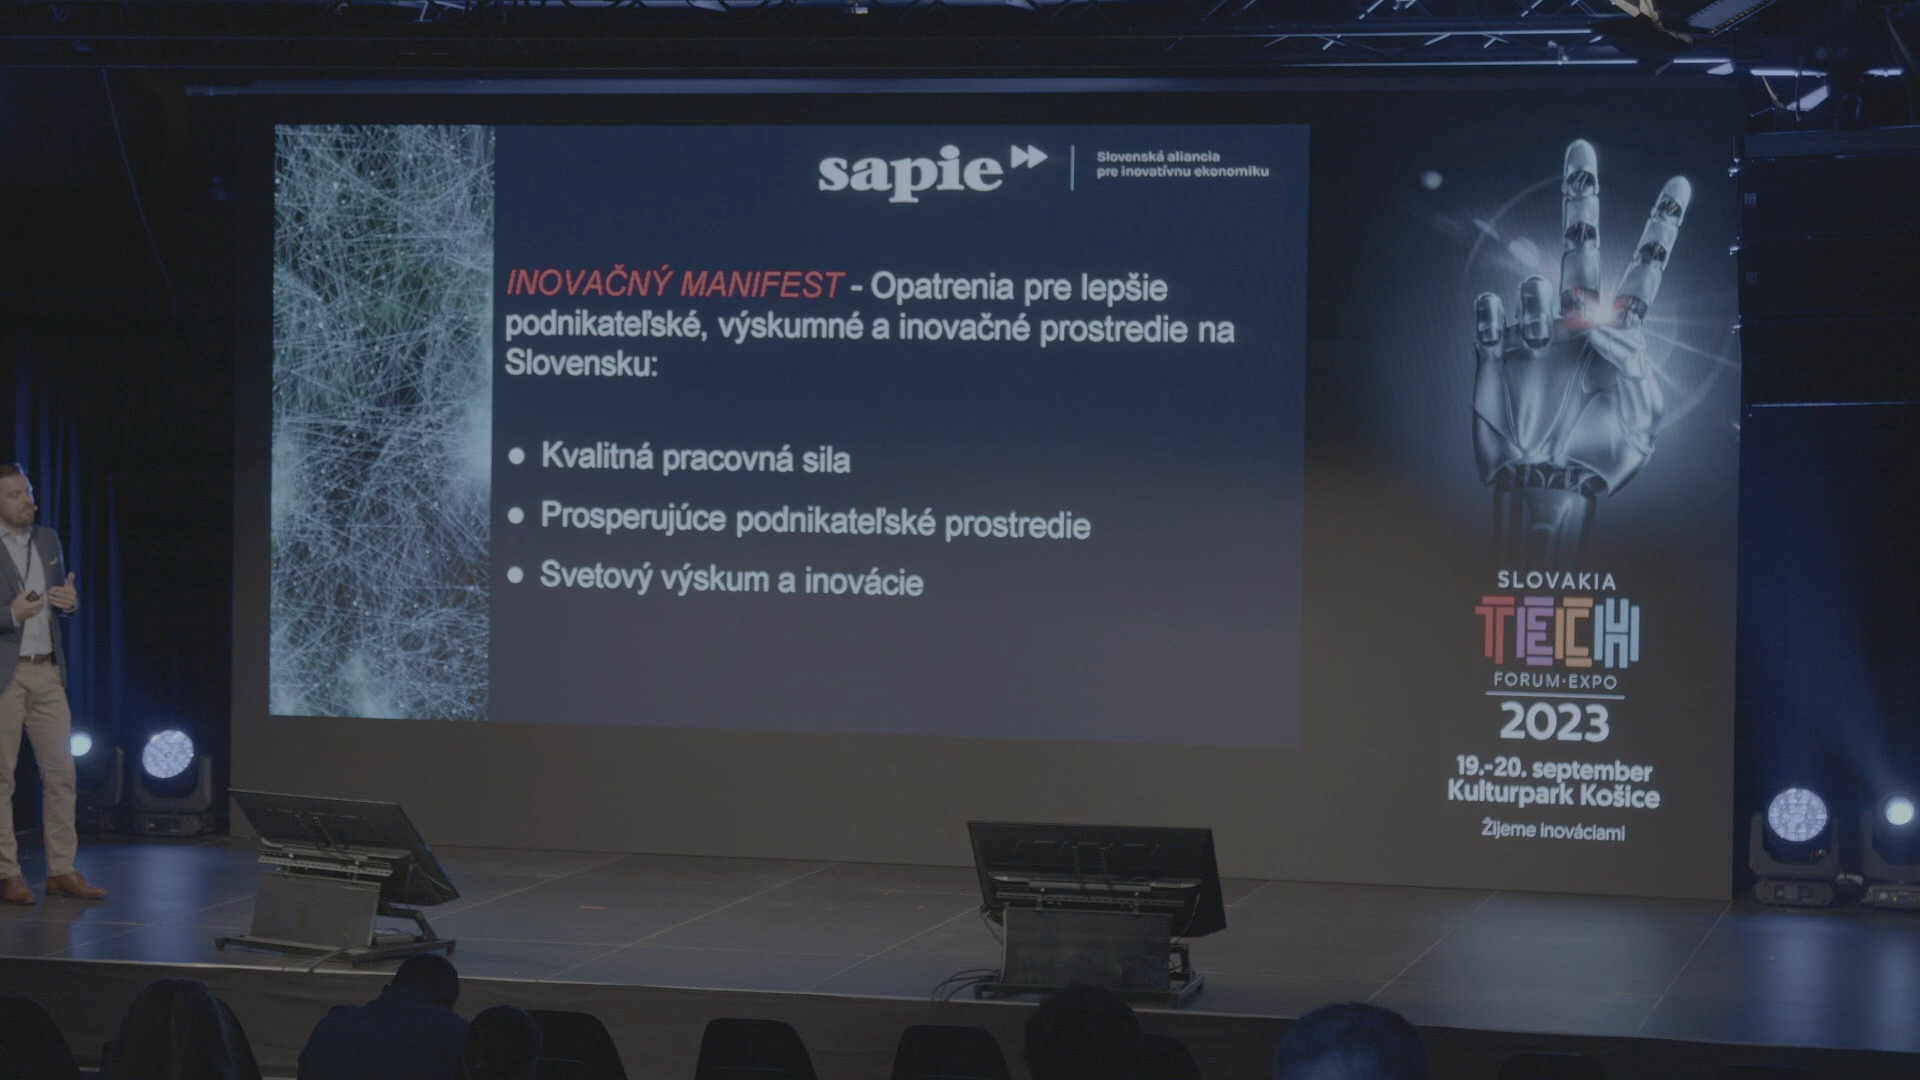 sapie
Slovenská aliancia
pre inovatívnu ekonomiku
INOVAČNÝ MANIFEST - Opatrenia pre lepšie
podnikateľské, výskumné a inovačné prostredie na
Slovensku:
● Kvalitná pracovná sila
● Prosperujúce podnikateľské prostredie
● Svetový výskum a inovácie
SLOVAKIA
TECH
FORUM·EXPO
2023
19.-20. september
Kulturpark Košice
Žijeme inováciami